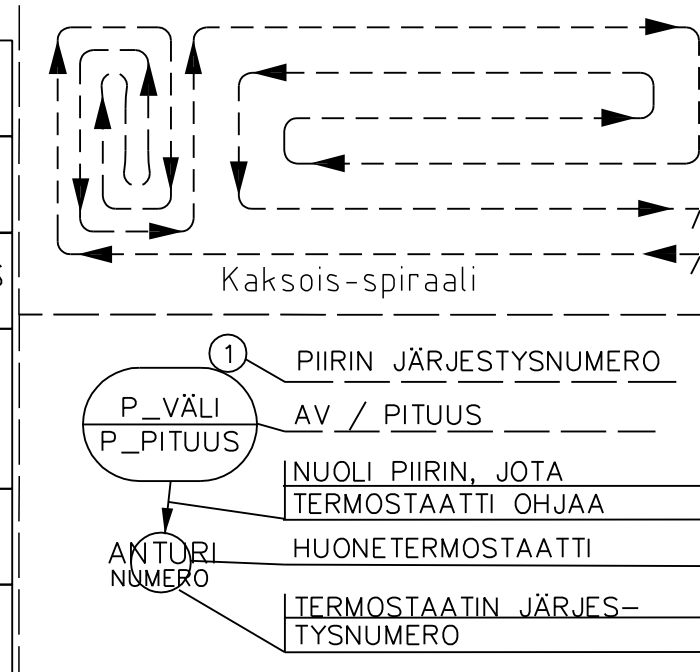 Kaksois-spiraali
1
PIIRIN JÄRJESTYSNUMERO
P_VÄLI
P_PITUUS
AV / PITUUS
NUOLI PIIRIN, JOTA
TERMOSTAATTI OHJAA
ANTURI
NUMERO
HUONETERMOSTAATTI
TERMOSTAATIN JÄRJES-
TYSNUMERO